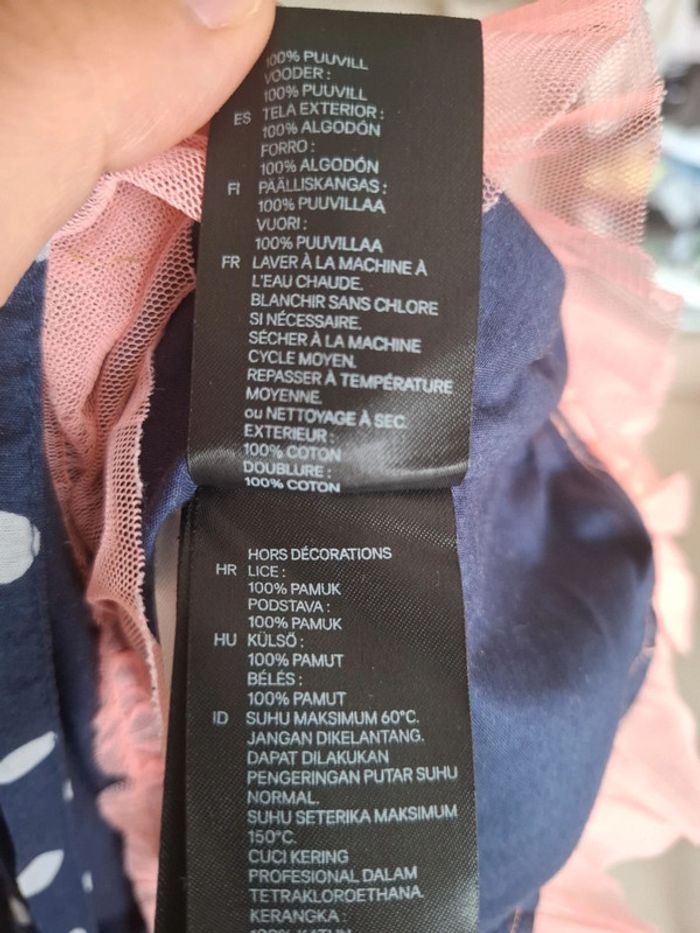 100% PUUVILL
VOODER :
100% PUUVILL
ES TELA EXTERIOR :
100% ALGODÓN
FORRO :
100% ALGODÓN
FI PÄÄLLISKANGAS :
100% PUUVILLAA
VUORI :
100% PUUVILLAA
FR LAVER À LA MACHINE À
L'EAU CHAUDE.
BLANCHIR SANS CHLORE
SI NÉCESSAIRE.
SÉCHER À LA MACHINE
CYCLE MOYEN.
REPASSER À TEMPÉRATURE
MOYENNE.
ou NETTOYAGE À SEC.
EXTERIEUR :
100% COTON
DOUBLURE :
100% COTON
HORS DÉCORATIONS
HR LICE :
100% PAMUK
PODSTAVA :
100% PAMUK
HU KÜLSŐ :
100% PAMUT
BÉLÉS :
100% PAMUT
ID SUHU MAKSIMUM 60°C.
JANGAN DIKELANTANG.
DAPAT DILAKUKAN
PENGERINGAN PUTAR SUHU
NORMAL.
SUHU SETERIKA MAKSIMUM
150°C.
CUCI KERING
PROFESIONAL DALAM
TETRAKLOROETHANA.
KERANGKA :
100% KATUN